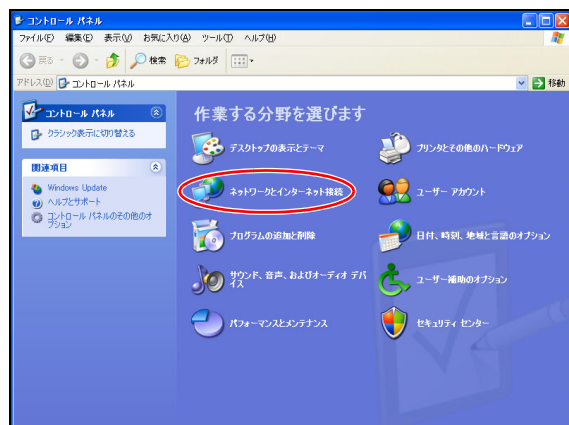 コントロール パネル
ファイル(F) 編集(E) 表示(V) お気に入り(A) ツール(T) ヘルプ(H)
戻る 検索 フォルダ
アドレス(D) コントロール パネル 移動
コントロール パネル
クラシック表示に切り替える
関連項目
Windows Update
ヘルプとサポート
コントロール パネルのその他のオ
プション
作業する分野を選びます
デスクトップの表示とテーマ
プリンタとその他のハードウェア
ネットワークとインターネット接続
ユーザー アカウント
プログラムの追加と削除
日付、時刻、地域と言語のオプション
サウンド、音声、およびオーディオ デバ
イス
ユーザー補助のオプション
パフォーマンスとメンテナンス
セキュリティ センター